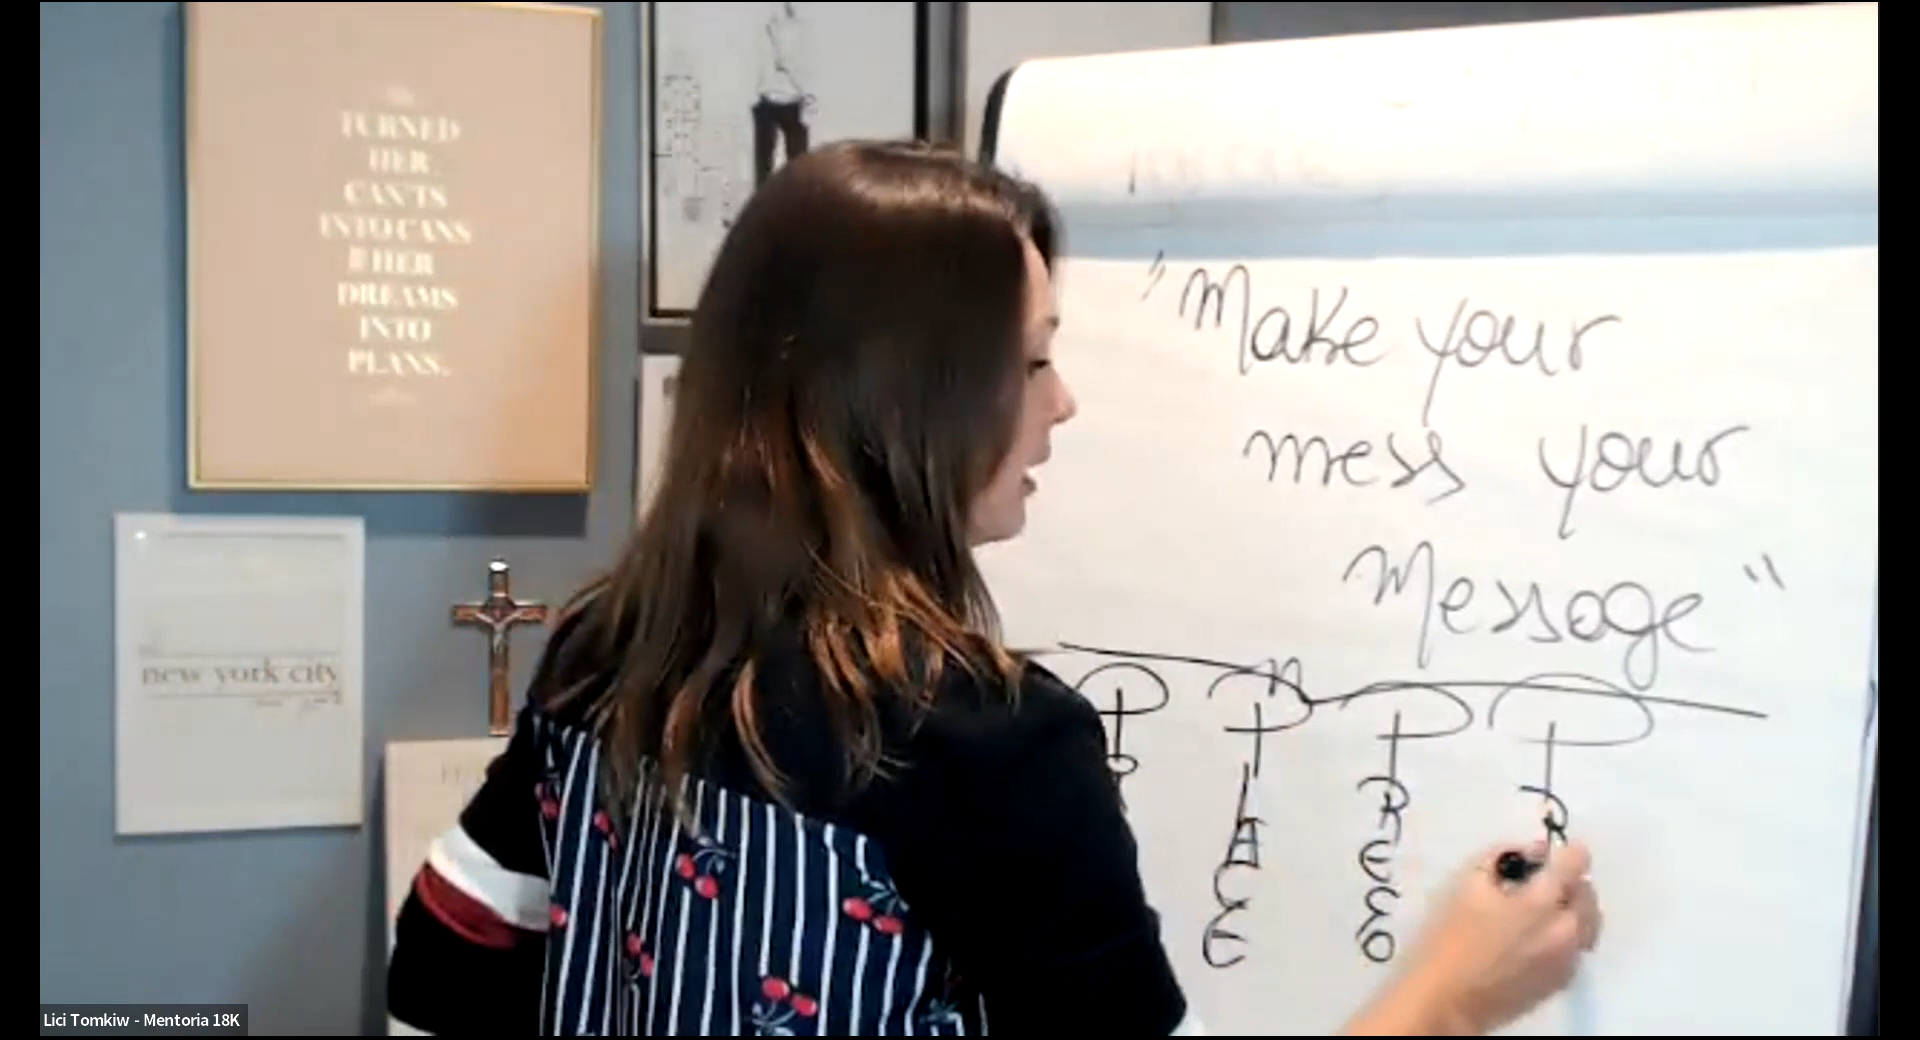 TURNED
HER
CAN'TS
INTO CANS
& HER
DREAMS
INTO
PLANS.
new york city
"Make your
mess your
Message"
PLACE
Lici Tomkiw - Mentoria 18K